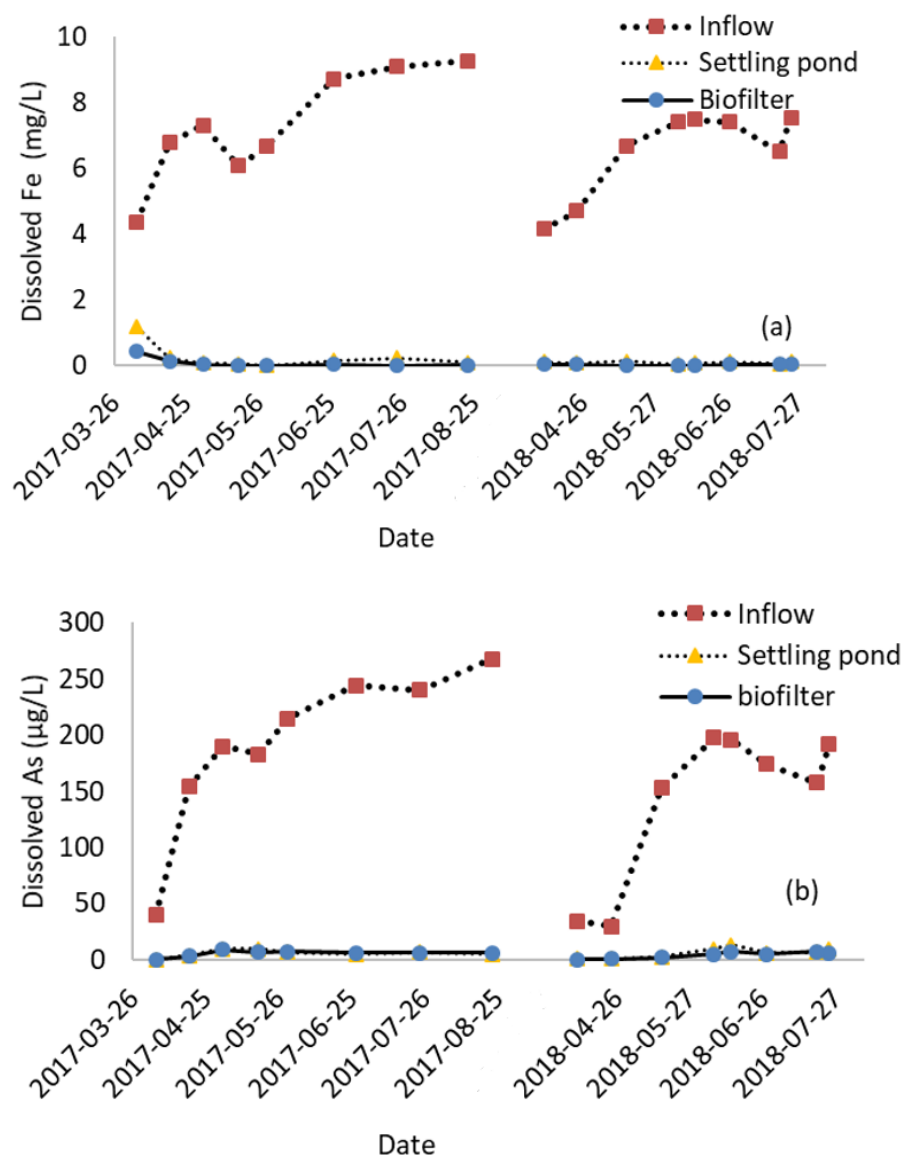 Inflow
Settling pond
Biofilter
Dissolved Fe (mg/L)
10
8
6
4
2
0
(a)
2017-03-26
2017-04-25
2017-05-26
2017-06-25
2017-07-26
2017-08-25
2018-04-26
2018-05-27
2018-06-26
2018-07-27
Date
Inflow
Settling pond
biofilter
Dissolved As (µg/L)
300
250
200
150
100
50
0
(b)
2017-03-26
2017-04-25
2017-05-26
2017-06-25
2017-07-26
2017-08-25
2018-04-26
2018-05-27
2018-06-26
2018-07-27
Date